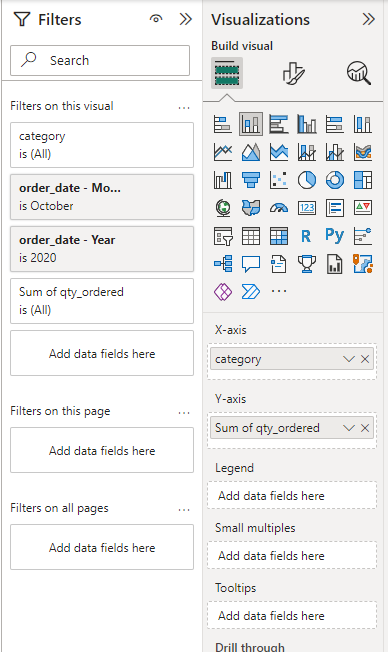 Filters
Search
Filters on this visual
...
category
is (All)
order_date - Mo...
is October
order_date - Year
is 2020
Sum of qty_ordered
is (All)
Add data fields here
Filters on this page
...
Add data fields here
Filters on all pages
...
Add data fields here
Visualizations
Build visual
123
R
Py
...
X-axis
category
Y-axis
Sum of qty_ordered
Legend
Add data fields here
Small multiples
Add data fields here
Tooltips
Add data fields here
Drill through